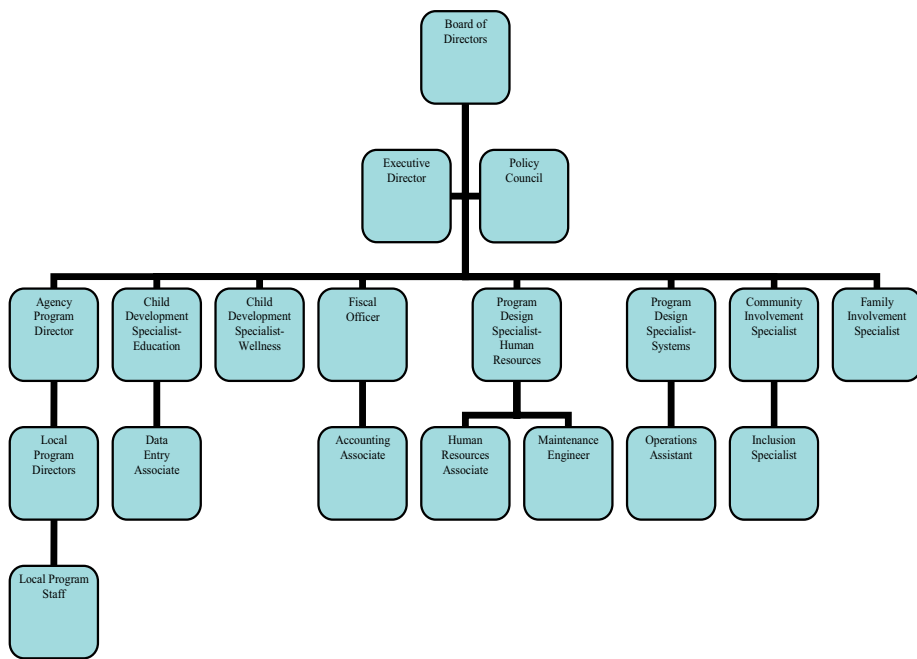 Board of
Directors
Executive
Director
Policy
Council
Agency
Program
Director
Child
Development
Specialist-
Education
Child
Development
Specialist-
Wellness
Fiscal
Officer
Program
Design
Specialist-
Human
Resources
Program
Design
Specialist-
Systems
Community
Involvement
Specialist
Family
Involvement
Specialist
Local
Program
Directors
Data
Entry
Associate
Accounting
Associate
Human
Resources
Associate
Maintenance
Engineer
Operations
Assistant
Inclusion
Specialist
Local Program
Staff